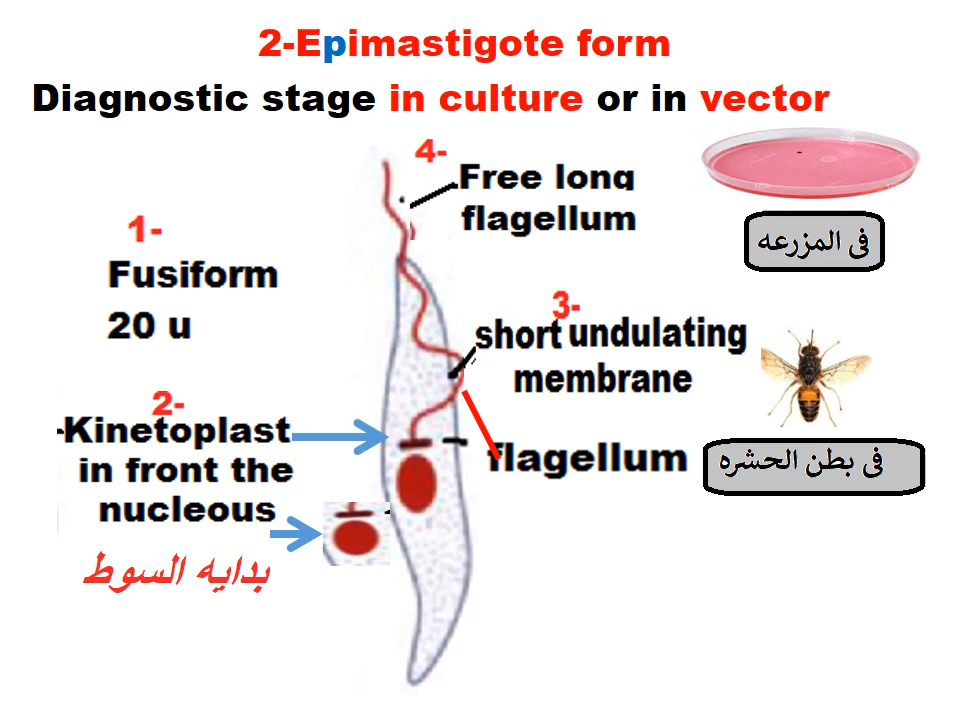 2-Epimastigote form
Diagnostic stage in culture or in vector
4-
Free long
flagellum
فى المزرعه
1-
Fusiform
20 u
3-
short undulating
membrane
2-
-Kinetoplast
in front the
nucleous
flagellum
فى بطن الحشره
بدايه السوط